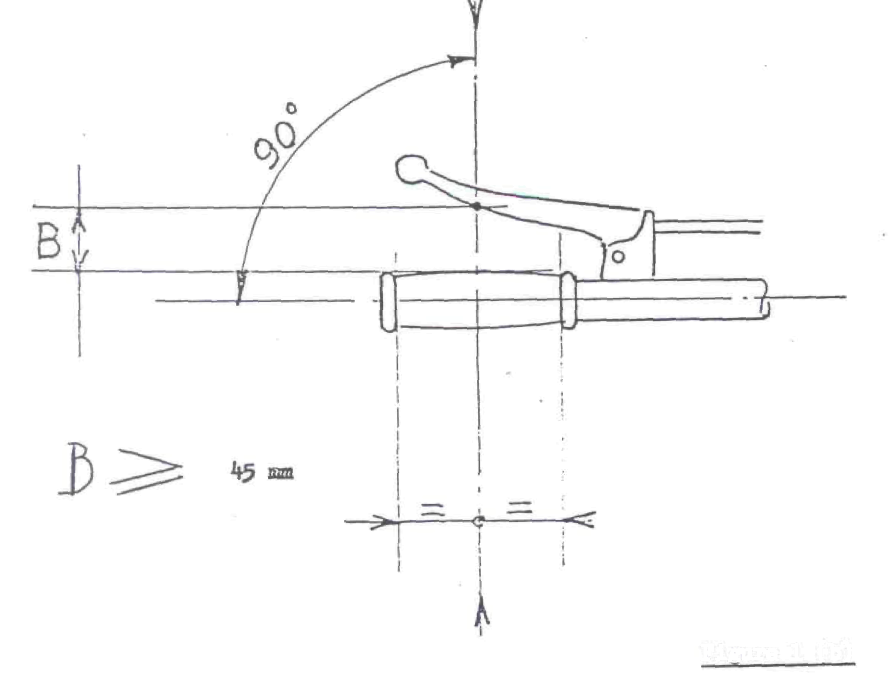 90°
B
B ≥ 45 mm
= =